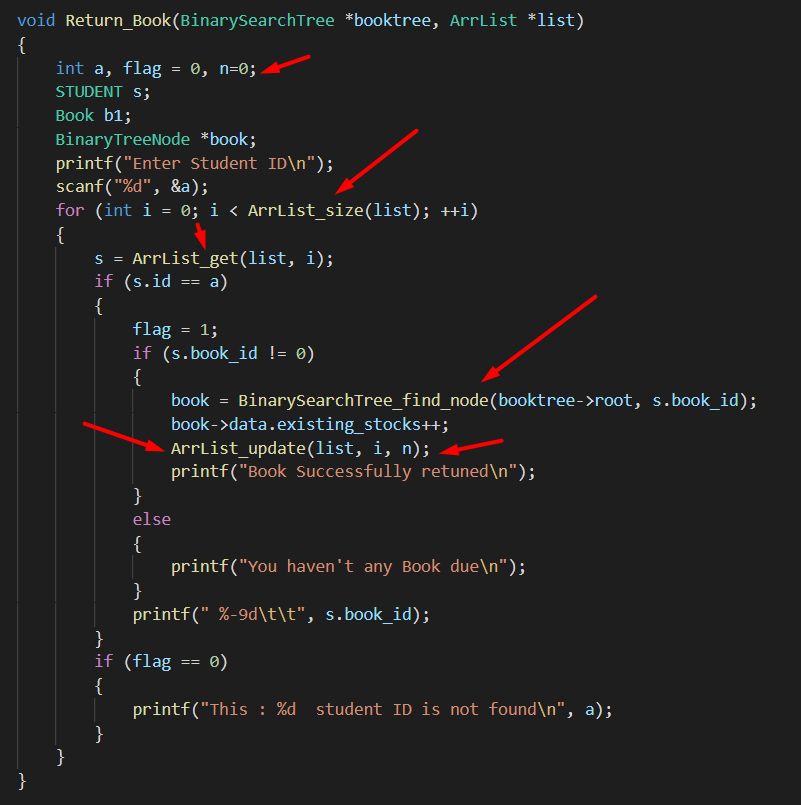 void Return_Book(BinarySearchTree *booktree, ArrList *list)
{
    int a, flag = 0, n=0;
    STUDENT s;
    Book b1;
    BinaryTreeNode *book;
    printf("Enter Student ID\n");
    scanf("%d", &a);
    for (int i = 0; i < ArrList_size(list); ++i)
    {
        s = ArrList_get(list, i);
        if (s.id == a)
        {
            flag = 1;
            if (s.book_id != 0)
            {
                book = BinarySearchTree_find_node(booktree->root, s.book_id);
                book->data.existing_stocks++;
                ArrList_update(list, i, n);
                printf("Book Successfully retuned\n");
            }
            else
            {
                printf("You haven't any Book due\n");
            }
            printf(" %-9d\t\t", s.book_id);
        }
        if (flag == 0)
        {
            printf("This : %d  student ID is not found\n", a);
        }
    }
}